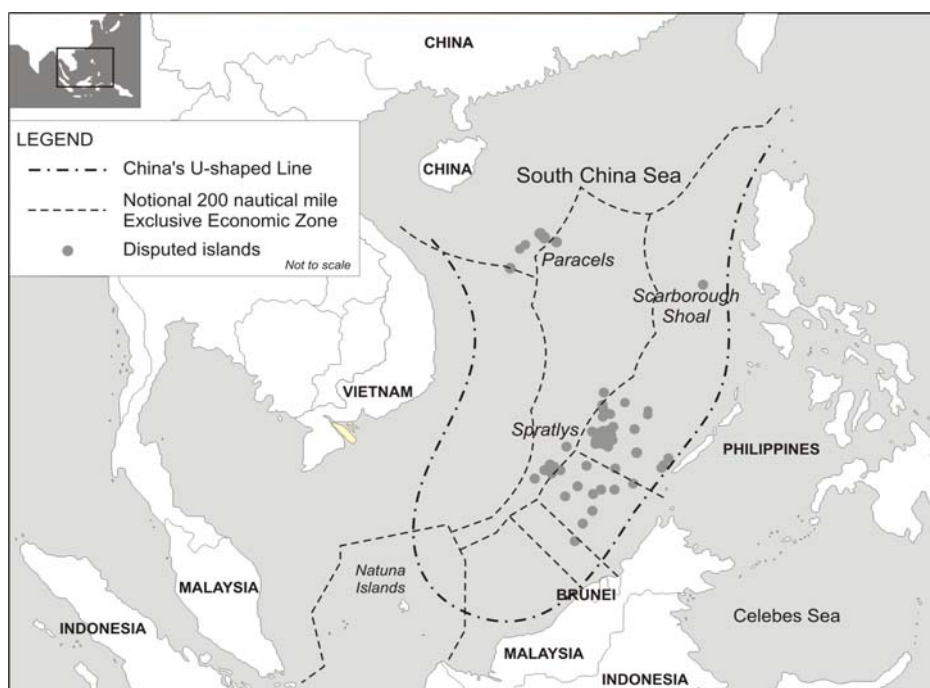 CHINA
LEGEND
China's U-shaped Line
Notional 200 nautical mile
Exclusive Economic Zone
Disputed islands
Not to scale
CHINA
South China Sea
Paracels
Scarborough
Shoal
VIETNAM
Spratlys
PHILIPPINES
Natuna
Islands
MALAYSIA
BRUNEI
Celebes Sea
INDONESIA
MALAYSIA
INDONESIA